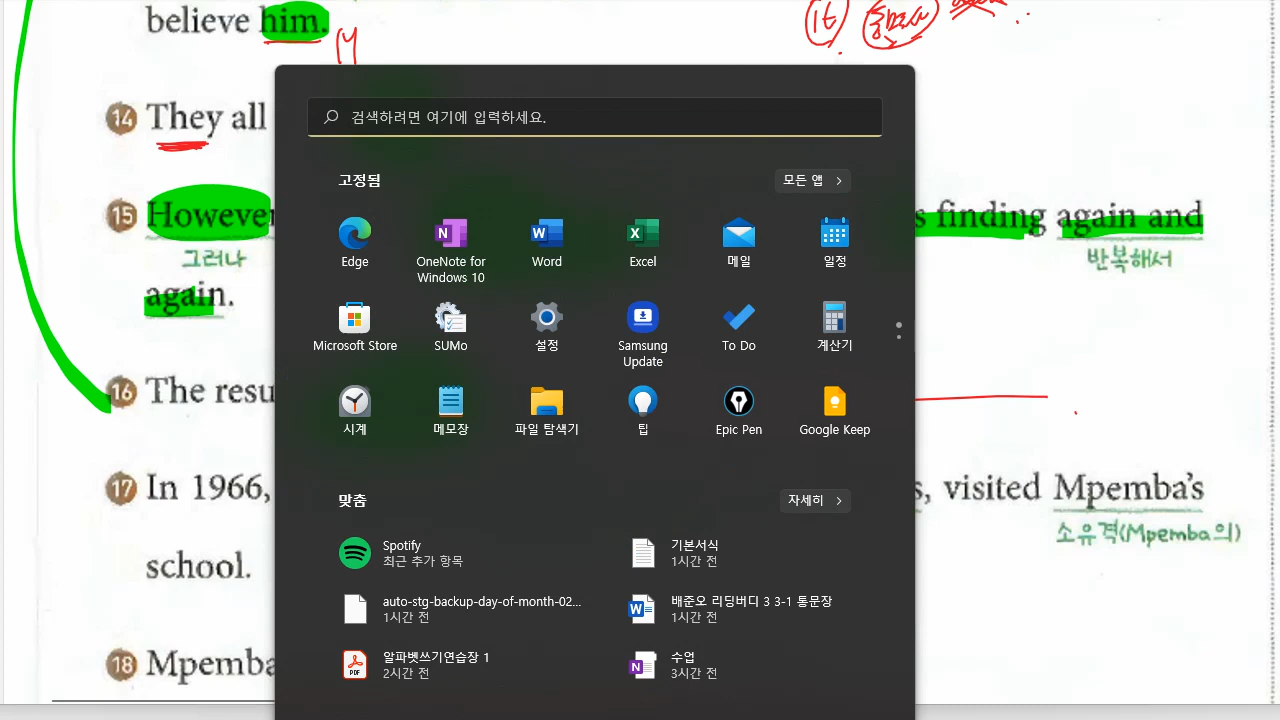 believe him.
it
14 They all
검색하려면 여기에 입력하세요.
고정됨
모든 앱
15 However
s finding again and
그러나
반복해서
again.
Edge
OneNote for Windows 10
Word
Excel
메일
일정
Microsoft Store
SUMo
설정
Samsung Update
To Do
계산기
16 The resu
시계
메모장
파일 탐색기
팁
Epic Pen
Google Keep
17 In 1966,
s, visited Mpemba's
소유격(Mpemba의)
school.
맞춤
자세히
Spotify
최근 추가 항목
기본서식
1시간 전
auto-stg-backup-day-of-month-02...
1시간 전
배준오 리딩버디 3 3-1 통문장
1시간 전
18 Mpemba
알파벳쓰기연습장 1
2시간 전
수업
3시간 전